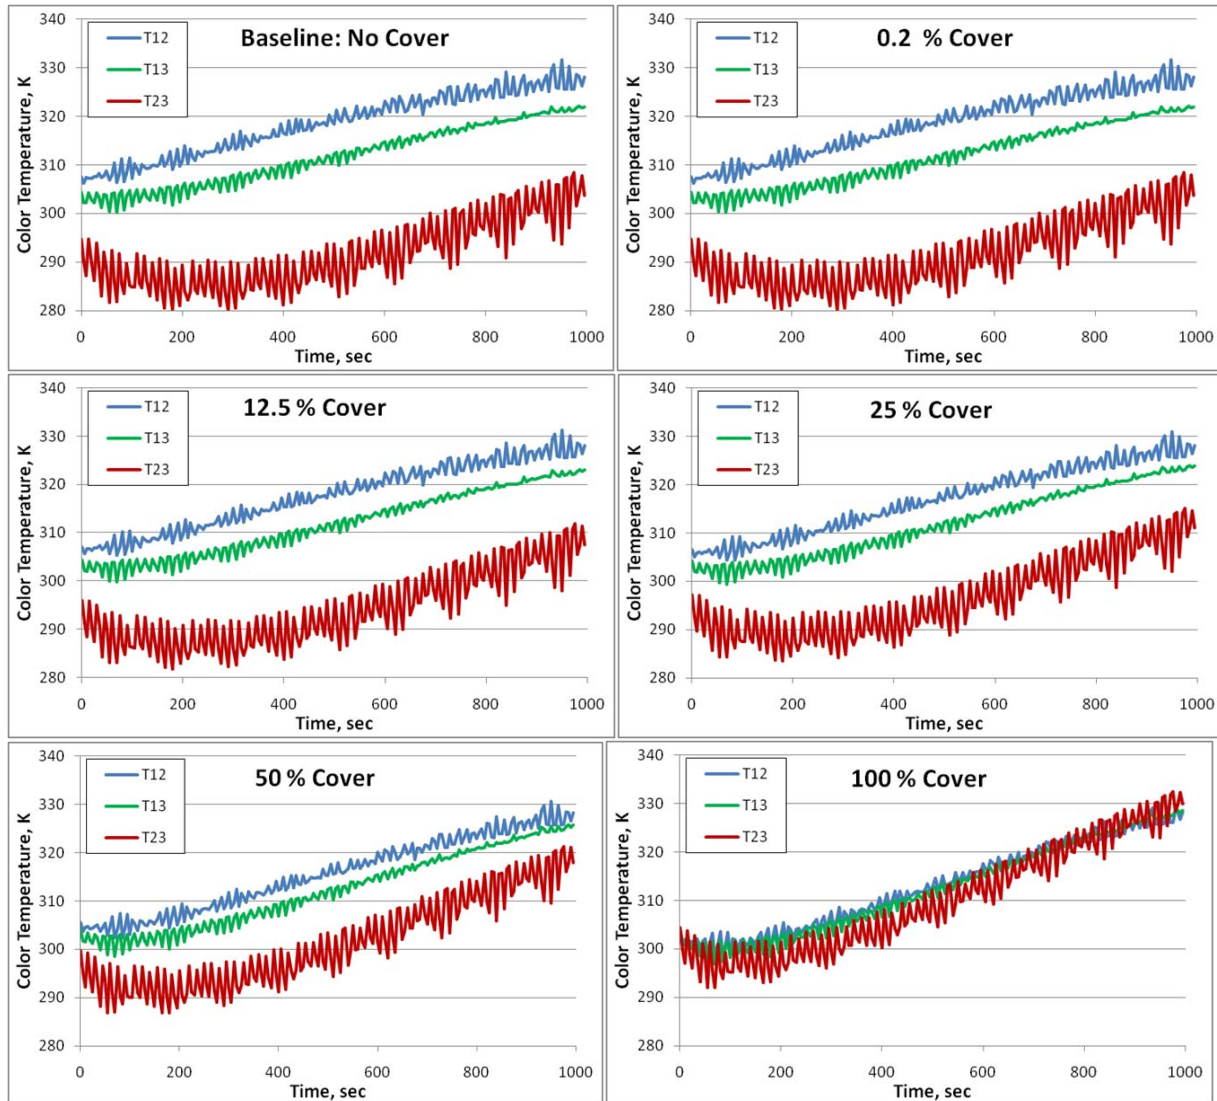 Baseline: No Cover
T12
T13
T23
Color Temperature, K
340
330
320
310
300
290
280
0 200 400 600 800 1000
Time, sec
0.2 % Cover
T12
T13
T23
Color Temperature, K
340
330
320
310
300
290
280
0 200 400 600 800 1000
Time, sec
12.5 % Cover
T12
T13
T23
Color Temperature, K
340
330
320
310
300
290
280
0 200 400 600 800 1000
Time, sec
25 % Cover
T12
T13
T23
Color Temperature, K
340
330
320
310
300
290
280
0 200 400 600 800 1000
Time, sec
50 % Cover
T12
T13
T23
Color Temperature, K
340
330
320
310
300
290
280
0 200 400 600 800 1000
Time, sec
100 % Cover
T12
T13
T23
Color Temperature, K
340
330
320
310
300
290
280
0 200 400 600 800 1000
Time, sec